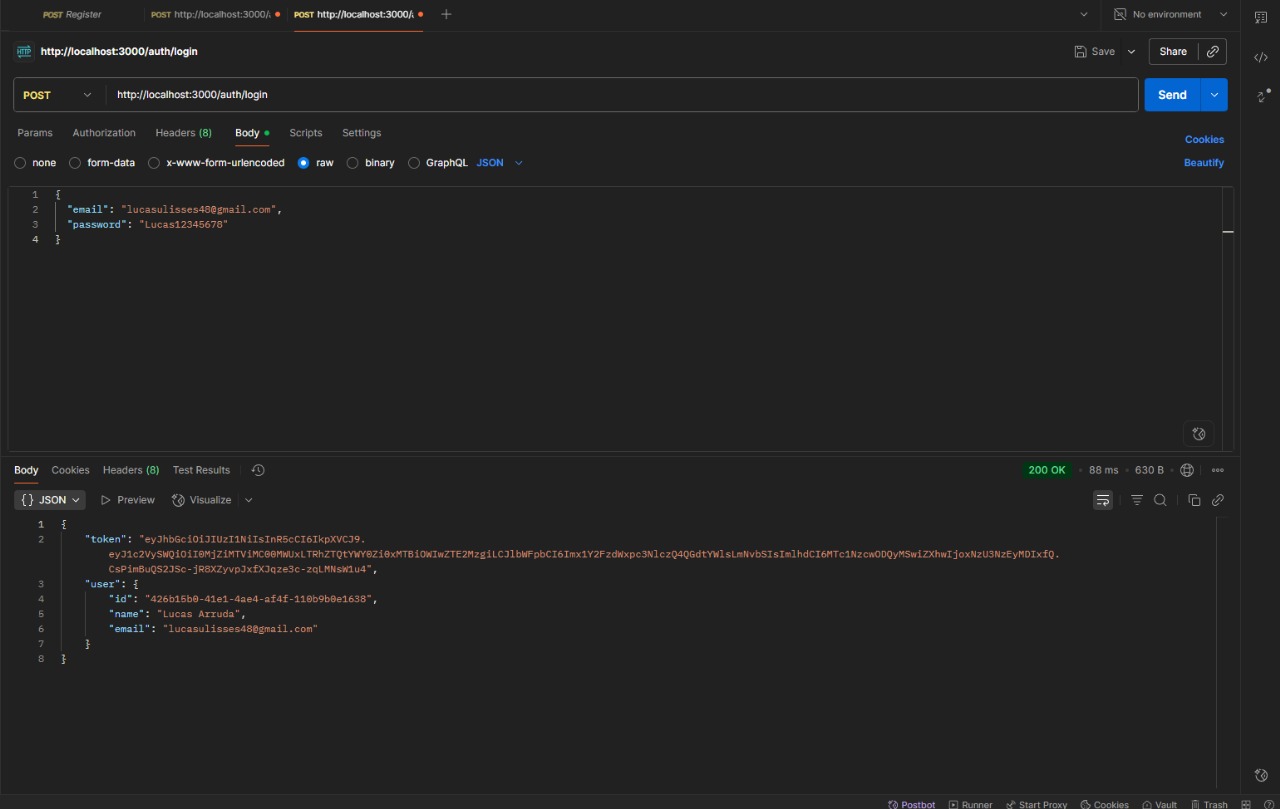 POST Register
POST http://localhost:3000/a
POST http://localhost:3000/a
No environment
HTTP http://localhost:3000/auth/login
Save
Share
POST
http://localhost:3000/auth/login
Send
Params Authorization Headers (8) Body Scripts Settings
Cookies
none form-data x-www-form-urlencoded raw binary GraphQL JSON
Beautify
1 {
2 "email": "lucasulisses48@gmail.com",
3 "password": "Lucas12345678"
4 }
Body Cookies Headers (8) Test Results
200 OK • 88 ms • 630 B
{} JSON Preview Visualize
1 {
2 "token": "eyJhbGciOiJIUzI1NiIsInR5cCI6IkpXVCJ9.
eyJ1c2VySWQiOiI0MjZiMTViMC00MWUxLTRhZTQtYWY0Zi0xMTBiOWIwZTE2MzgiLCJlbWFpbCI6Imx1Y2FzdWxpc3Nlc3Q4QGdtYWlsLmNvbSIsImlhdCI6MTc1NzcwODQyMSwiZXhwIjoxNzU3NzEyMDIxfQ.
CsPimBuQS2JSc-jR8XZyvpJxfXJqze3c-zqLMNsW1u4",
3 "user": {
4 "id": "426b15b0-41e1-4ae4-af4f-110b9b0e1638",
5 "name": "Lucas Arruda",
6 "email": "lucasulisses48@gmail.com"
7 }
8 }
Postbot Runner Start Proxy Cookies Vault Trash